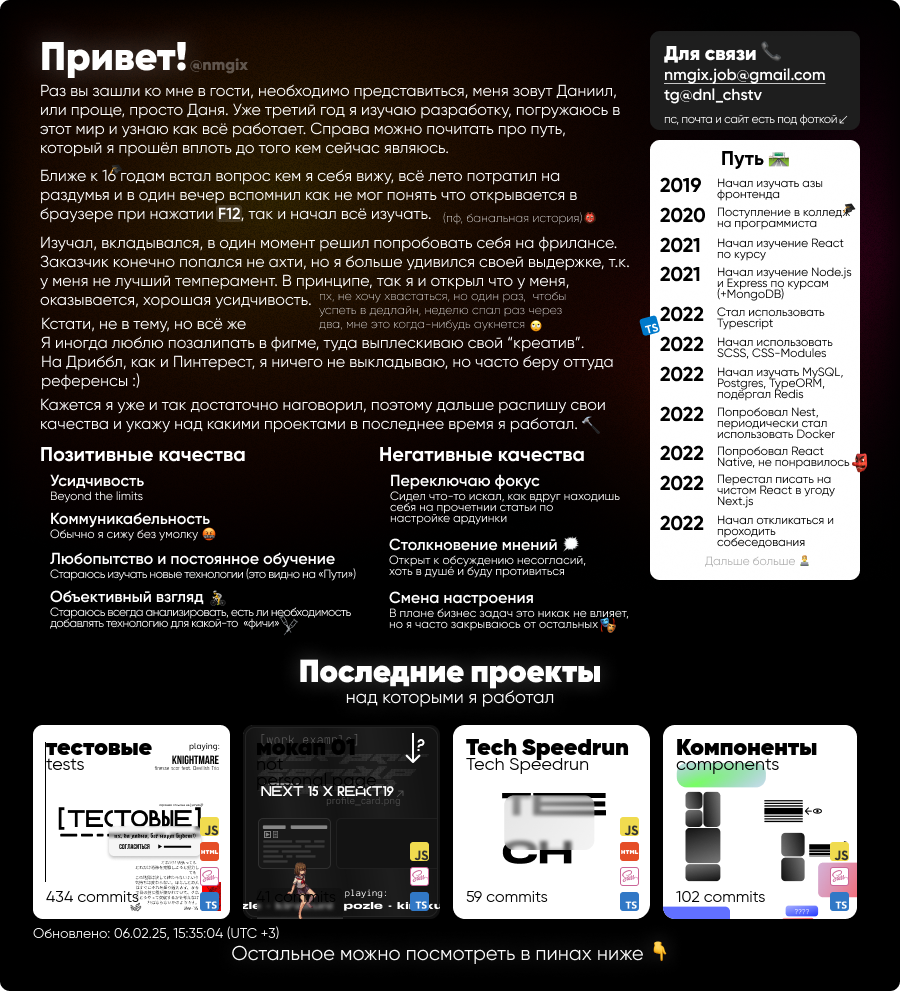 Привет! @nmgix
Раз вы зашли ко мне в гости, необходимо представиться, меня зовут Даниил,
или проще, просто Даня. Уже третий год я изучаю разработку, погружаюсь в
этот мир и узнаю как всё работает. Справа можно почитать про путь,
который я прошёл вплоть до того кем сейчас являюсь.
Ближе к 16 годам встал вопрос кем я себя вижу, всё лето потратил на
раздумья и в один вечер вспомнил как не мог понять что открывается в
браузере при нажатии F12, так и начал всё изучать. (пф, банальная история)👹
Изучал, вкладывался, в один момент решил попробовать себя на фрилансе.
Заказчик конечно попался не ахти, но я больше удивился своей выдержке, т.к.
у меня не лучший темперамент. В принципе, так я и открыл что у меня,
оказывается, хорошая усидчивость.
пх, не хочу хвастаться, но один раз, чтобы
успеть в дедлайн, неделю спал раз через
два, мне это когда-нибудь аукнется 🙄
Кстати, не в тему, но всё же
Я иногда люблю позалипать в фигме, туда выплескиваю свой “креатив”.
На Дриббл, как и Пинтерест, я ничего не выкладываю, но часто беру оттуда
референсы :)
Кажется я уже и так достаточно наговорил, поэтому дальше распишу свои
качества и укажу над какими проектами в последнее время я работал. 🔨
Позитивные качества
Усидчивость
Beyond the limits
Коммуникабельность
Обычно я сижу без умолку 🤬
Любопытство и постоянное обучение
Стараюсь изучать новые технологии (это видно на «Пути»)
Объективный взгляд
Стараюсь всегда анализировать, есть ли необходимость
добавлять технологию для какой-то «фичи»
Негативные качества
Переключаю фокус
Сидел что-то искал, как вдруг находишь
себя на прочетнии статьи по
настройке ардуинки
Столкновение мнений
Открыт к обсуждению несогласий,
хоть в душе и буду противиться
Смена настроения
В плане бизнес задач это никак не влияет,
но я часто закрываюсь от остальных 🎭
Для связи 📞
nmgix.job@gmail.com
tg@dnl_chstv
пс, почта и сайт есть под фоткой↙
Путь 🛣️
2019 Начал изучать азы
фронтенда
2020 Поступление в колледж
на программиста
2021 Начал изучение React
по курсу
2021 Начал изучение Node.js
и Express по курсам
(+MongoDB)
TS
2022 Стал использовать
Typescript
2022 Начал использовать
SCSS, CSS-Modules
2022 Начал изучать MySQL,
Postgres, TypeORM,
подёргал Redis
2022 Попробовал Nest,
периодически стал
использовать Docker
2022 Попробовал React
Native, не понравилось
2022 Перестал писать на
чистом React в угоду
Next.js
2022 Начал откликаться и
проходить
собеседования
Дальше больше
Последние проекты
над которыми я работал
тестовые
tests
playing:
KNIGHTMARE
[ТЕСТОВЫЕ]
СОГЛАСИТЬСЯ
JS
HTML
Sass
TS
434 commits
[work example]
мокап 01
not
personal page
?
NEXT 15 X REACT19
profile_card.png
JS
Sass
TS
41 commits
playing:
pozle - kinoku
Tech Speedrun
Tech Speedrun
TE
CH
JS
HTML
Sass
TS
59 commits
Компоненты
components
JS
Sass
TS
????
102 commits
Обновлено: 06.02.25, 15:35:04 (UTC +3)
Остальное можно посмотреть в пинах ниже 👇